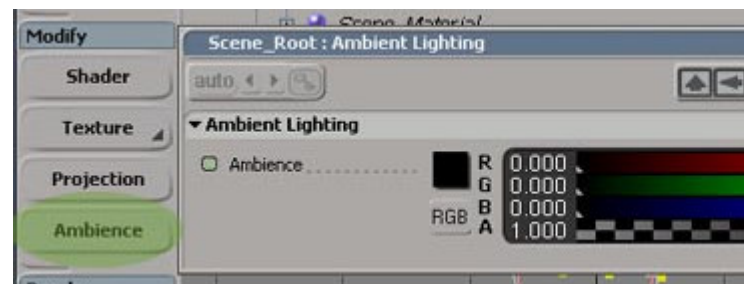 Scene_Material
Modify
Scene_Root : Ambient Lighting
Shader
auto
Texture
Ambient Lighting
Projection
Ambience
R 0.000
G 0.000
RGB
B 0.000
A 1.000
Ambience